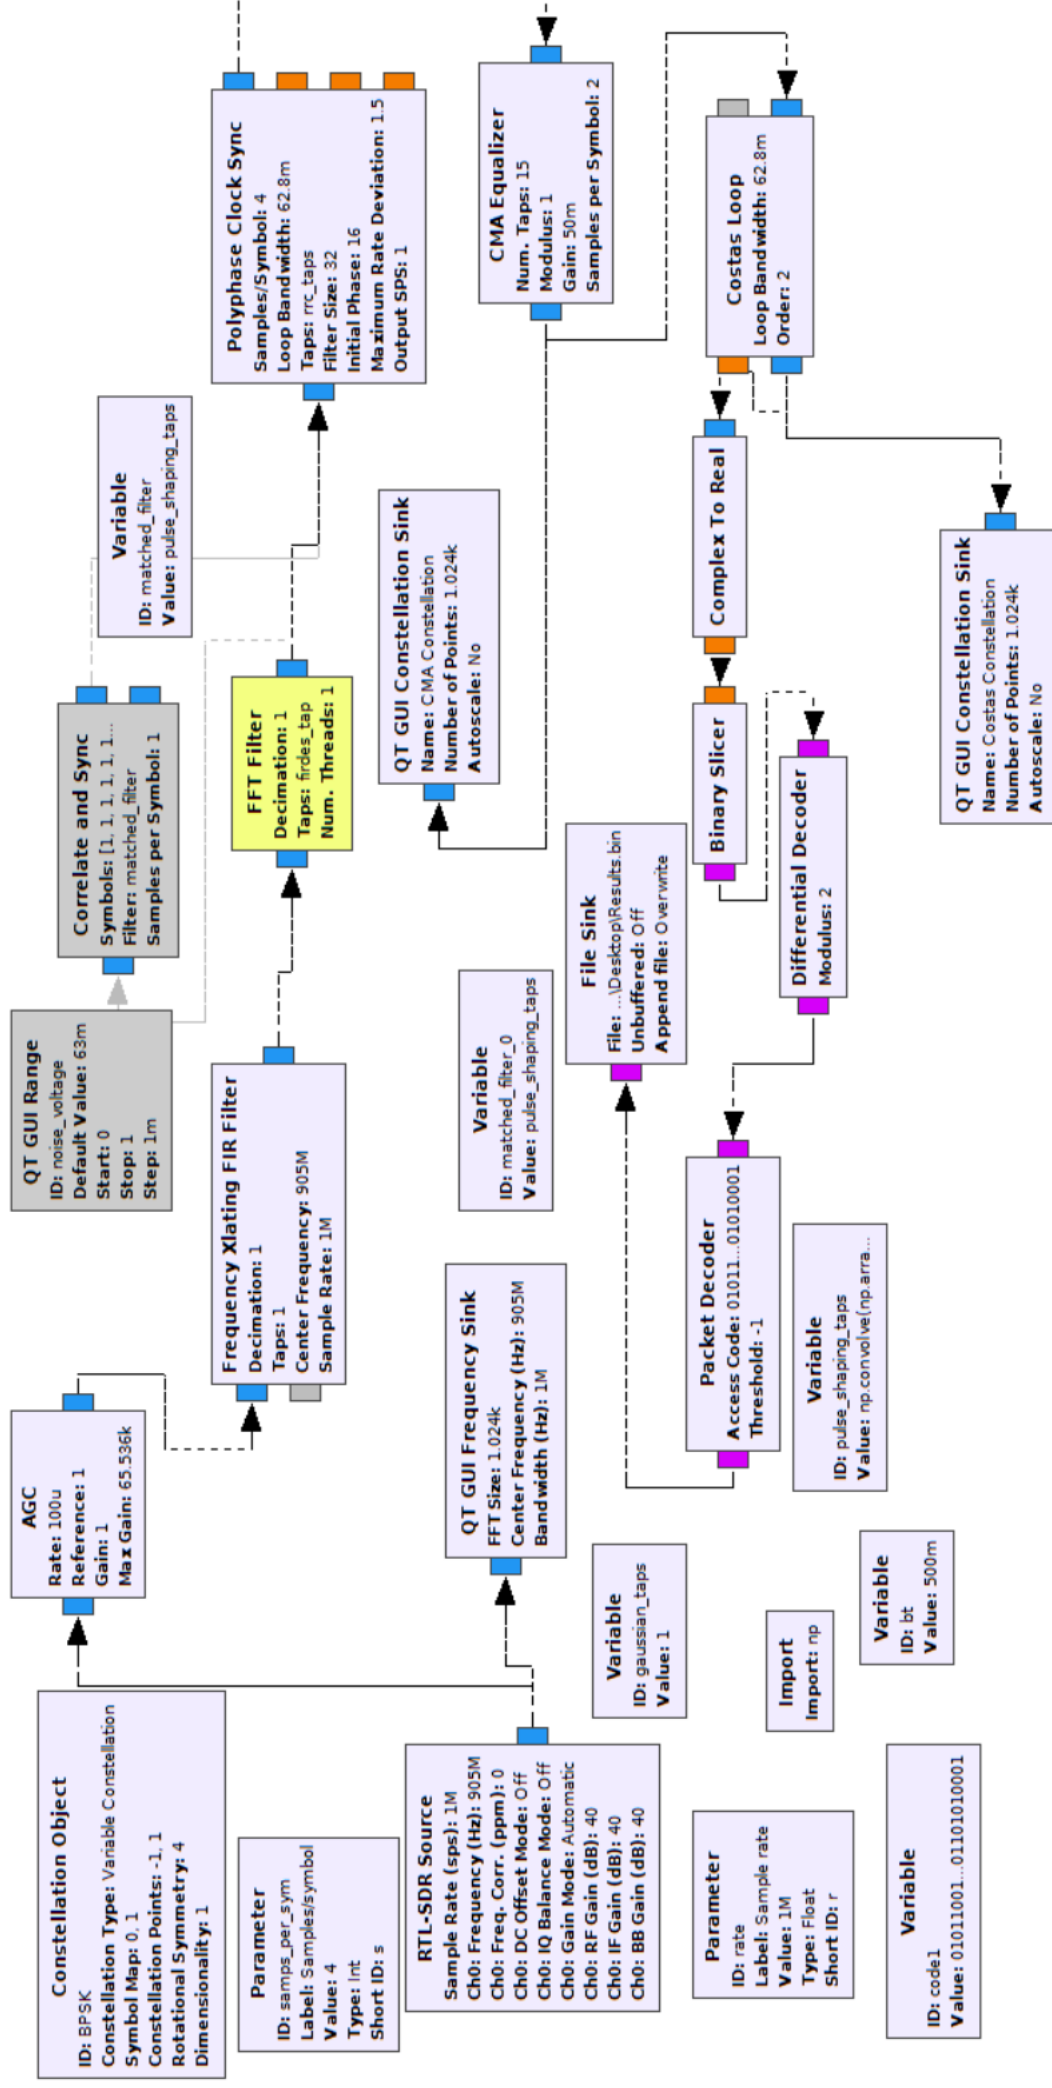 Constellation Object
ID: BPSK
Constellation Type: Variable Constellation
Symbol Map: 0, 1
Constellation Points: -1, 1
Rotational Symmetry: 4
Dimensionality: 1
AGC
Rate: 100u
Reference: 1
Gain: 1
Max Gain: 65.536k
QT GUI Range
ID: noise_voltage
Default Value: 63m
Start: 0
Stop: 1
Step: 1m
Correlate and Sync
Symbols: [1, 1, 1, 1, 1, 1...
Filter: matched_filter
Samples per Symbol: 1
Variable
ID: matched_filter
Value: pulse_shaping_taps
Parameter
ID: samps_per_sym
Label: Samples/symbol
Value: 4
Type: Int
Short ID: s
Frequency Xlating FIR Filter
Decimation: 1
Taps: 1
Center Frequency: 905M
Sample Rate: 1M
FFT Filter
Decimation: 1
Taps: firdes_tap
Num. Threads: 1
Polyphase Clock Sync
Samples/Symbol: 4
Loop Bandwidth: 62.8m
Taps: rrc_taps
Filter Size: 32
Initial Phase: 16
Maximum Rate Deviation: 1.5
Output SPS: 1
RTL-SDR Source
Sample Rate (sps): 1M
Ch0: Frequency (Hz): 905M
Ch0: Freq. Corr. (ppm): 0
Ch0: DC Offset Mode: Off
Ch0: IQ Balance Mode: Off
Ch0: Gain Mode: Automatic
Ch0: RF Gain (dB): 40
Ch0: IF Gain (dB): 40
Ch0: BB Gain (dB): 40
QT GUI Frequency Sink
FFT Size: 1.024k
Center Frequency (Hz): 905M
Bandwidth (Hz): 1M
Variable
ID: matched_filter_0
Value: pulse_shaping_taps
QT GUI Constellation Sink
Name: CMA Constellation
Number of Points: 1.024k
Autoscale: No
CMA Equalizer
Num. Taps: 15
Modulus: 1
Gain: 50m
Samples per Symbol: 2
Variable
ID: gaussian_taps
Value: 1
File Sink
File: ...\Desktop\Results.bin
Unbuffered: Off
Append file: Overwrite
Parameter
ID: rate
Label: Sample rate
Value: 1M
Type: Float
Short ID: r
Import
Import: np
Packet Decoder
Access Code: 01011...01010001
Threshold: -1
Binary Slicer
Complex To Real
Costas Loop
Loop Bandwidth: 62.8m
Order: 2
Variable
ID: code1
Value: 01011001...01101010001
Variable
ID: bt
Value: 500m
Variable
ID: pulse_shaping_taps
Value: np.convolve(np.arra...
Differential Decoder
Modulus: 2
QT GUI Constellation Sink
Name: Costas Constellation
Number of Points: 1.024k
Autoscale: No